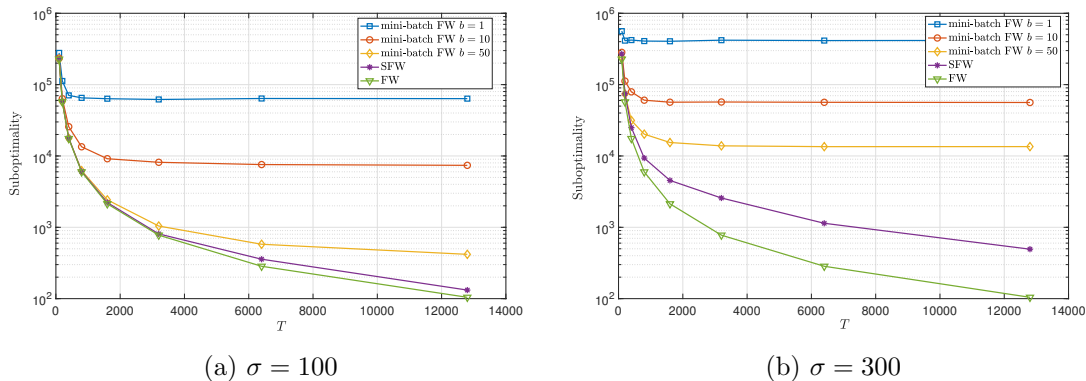 10^6
10^5
10^4
10^3
10^2
Suboptimality
mini-batch FW b = 1
mini-batch FW b = 10
mini-batch FW b = 50
SFW
FW
0 2000 4000 6000 8000 10000 12000 14000
T
(a) σ = 100
10^6
10^5
10^4
10^3
10^2
Suboptimality
mini-batch FW b = 1
mini-batch FW b = 10
mini-batch FW b = 50
SFW
FW
0 2000 4000 6000 8000 10000 12000 14000
T
(b) σ = 300